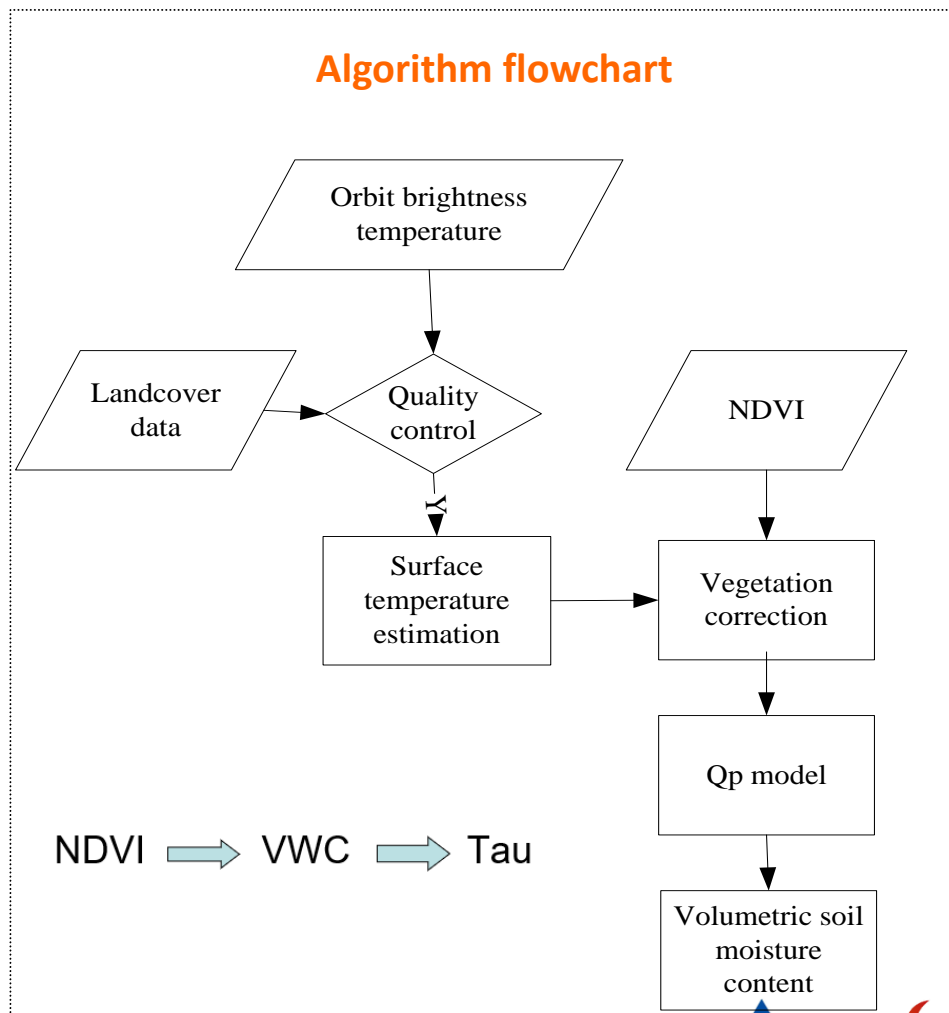 Algorithm flowchart
Orbit brightness
temperature
Landcover
data
Quality
control
NDVI
Y
Surface
temperature
estimation
Vegetation
correction
Qp model
NDVI VWC Tau
Volumetric soil
moisture
content